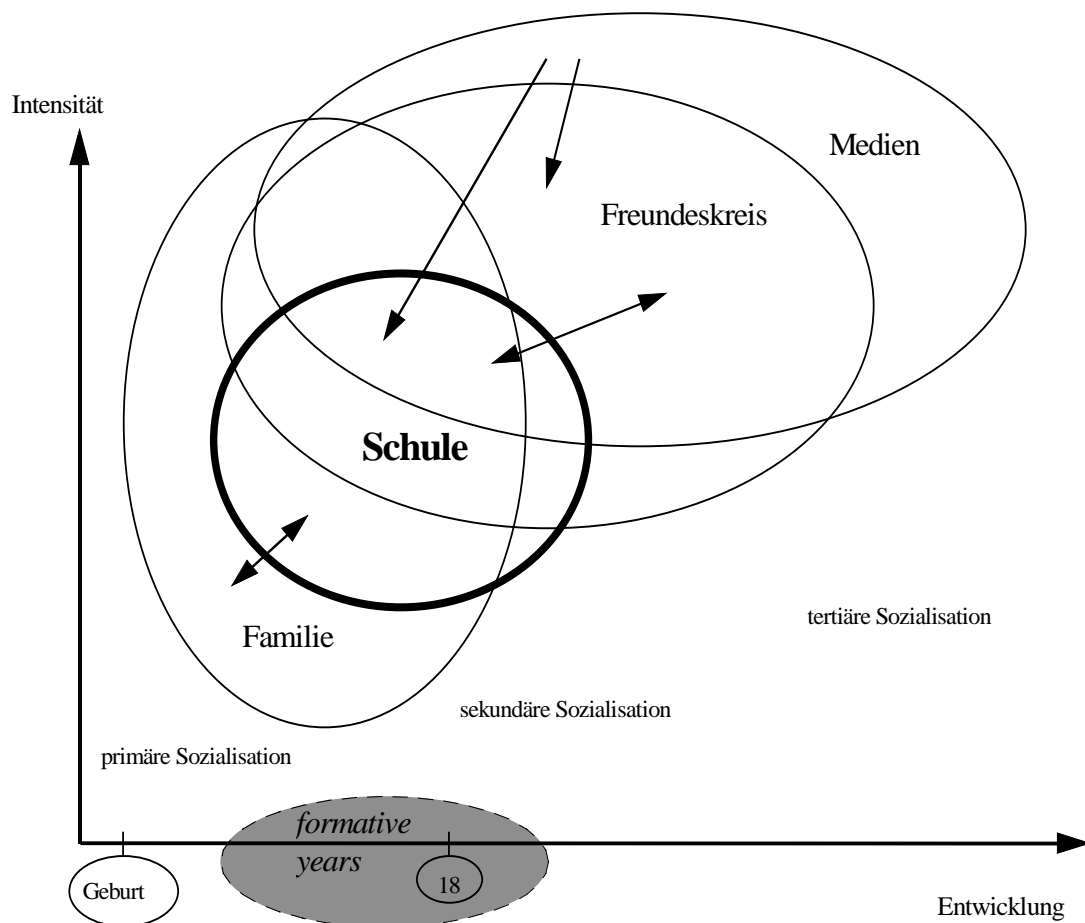 Intensität
Medien
Freundeskreis
Schule
Familie
tertiäre Sozialisation
sekundäre Sozialisation
primäre Sozialisation
formative
years
Geburt
18
Entwicklung